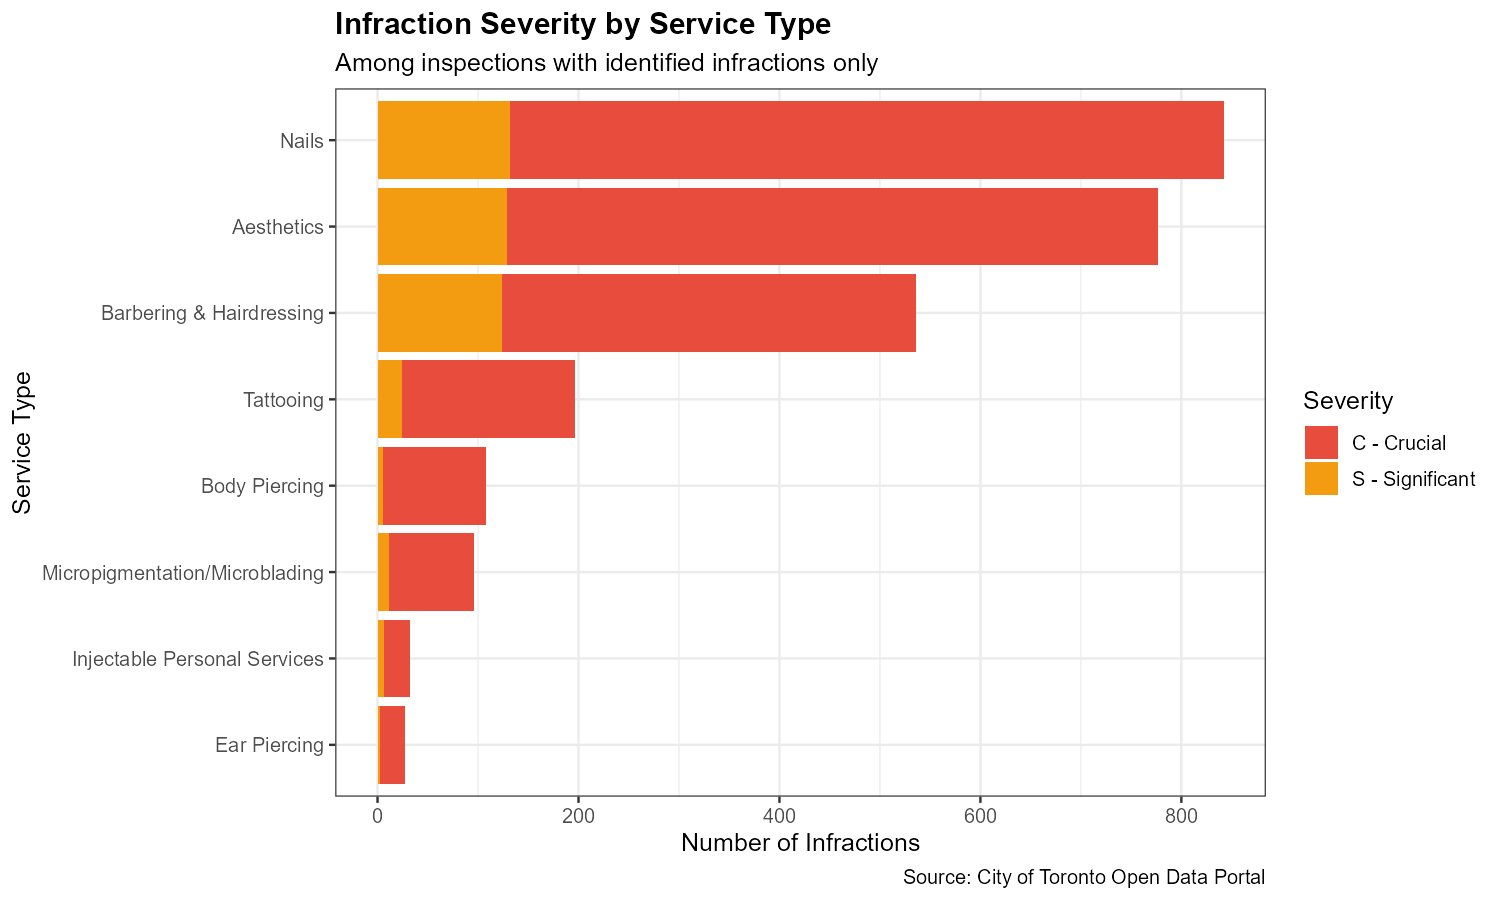 Infraction Severity by Service Type
Among inspections with identified infractions only
Service Type
Nails
Aesthetics
Barbering & Hairdressing
Tattooing
Body Piercing
Micropigmentation/Microblading
Injectable Personal Services
Ear Piercing
0 200 400 600 800
Number of Infractions
Severity
C - Crucial
S - Significant
Source: City of Toronto Open Data Portal